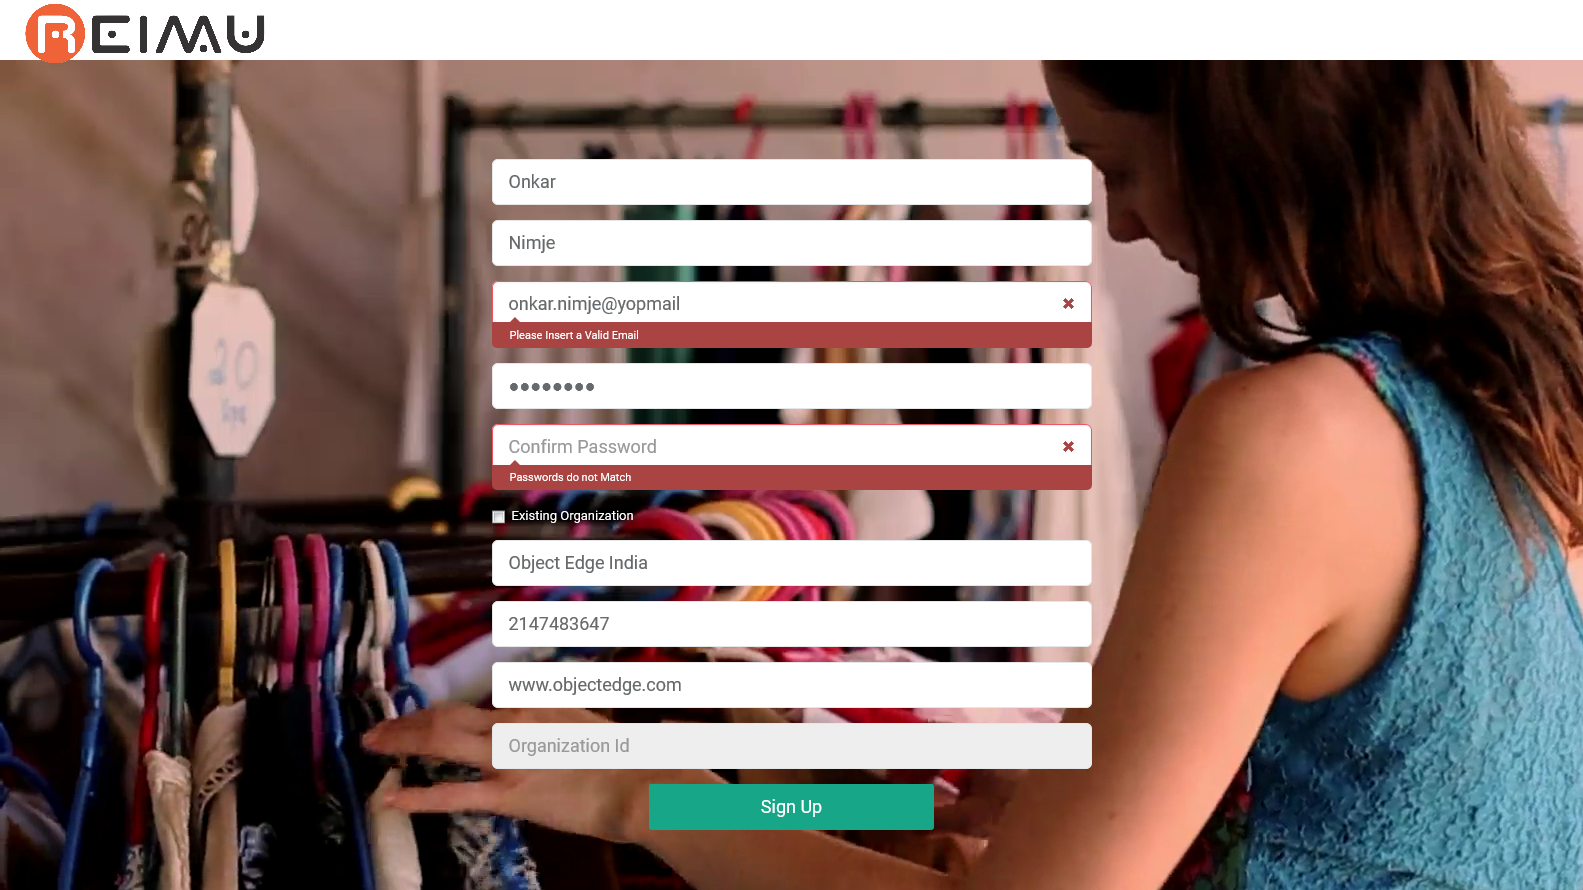 REIMU
Onkar
Nimje
onkar.nimje@yopmail
Please Insert a Valid Email
Confirm Password
Passwords do not Match
Existing Organization
Object Edge India
2147483647
www.objectedge.com
Organization Id
Sign Up
20